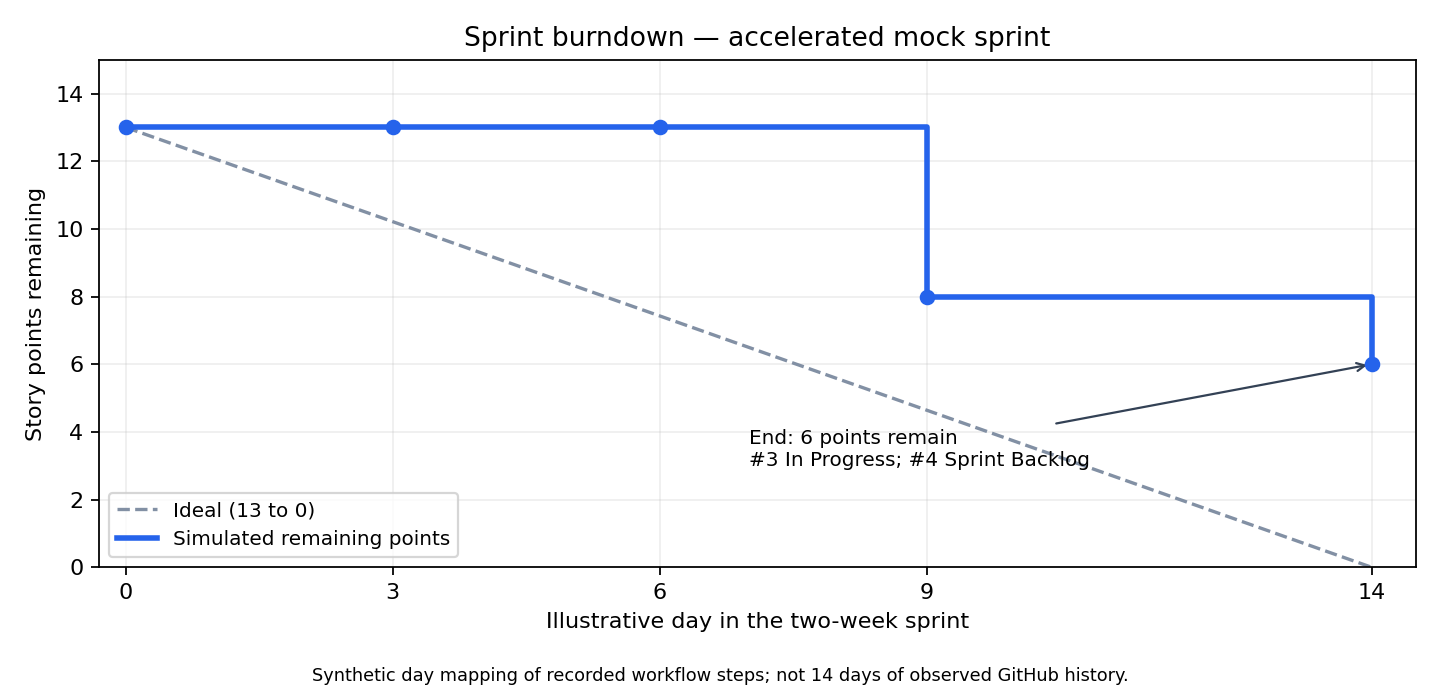 Sprint burndown — accelerated mock sprint
Story points remaining
14
12
10
8
6
4
2
0
End: 6 points remain
#3 In Progress; #4 Sprint Backlog
Ideal (13 to 0)
Simulated remaining points
0 3 6 9 14
Illustrative day in the two-week sprint
Synthetic day mapping of recorded workflow steps; not 14 days of observed GitHub history.